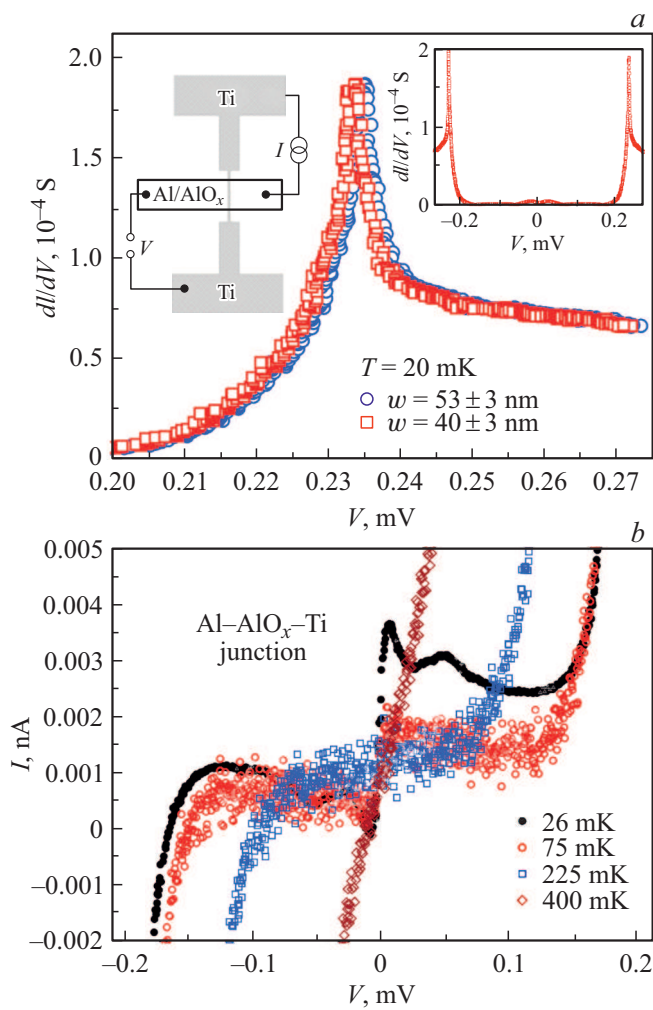 a
2.0
1.5
1.0
0.5
0
dI/dV, 10⁻⁴ S
0.20 0.21 0.22 0.23 0.24 0.25 0.26 0.27
V, mV
Ti
I
Al/AlOₓ
V
Ti
2
1
0
dI/dV, 10⁻⁴ S
−0.2 0 0.2
V, mV
T = 20 mK
w = 53 ± 3 nm
w = 40 ± 3 nm
b
0.005
0.004
0.003
0.002
0.001
0
−0.001
−0.002
I, nA
Al–AlOₓ–Ti
junction
26 mK
75 mK
225 mK
400 mK
−0.2 −0.1 0 0.1 0.2
V, mV